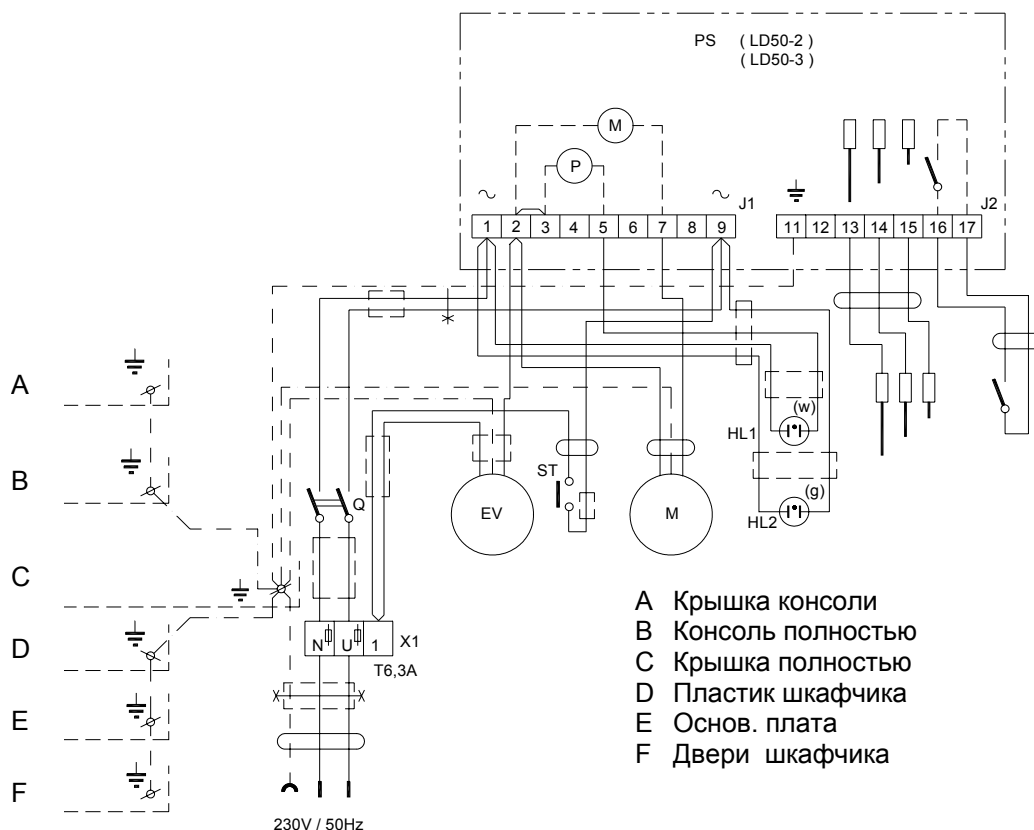 PS ( LD50-2 )
( LD50-3 )
M
P
J1
J2
1 2 3 4 5 6 7 8 9
11 12 13 14 15 16 17
A
B
C
D
E
F
(w)
HL1
(g)
HL2
ST
Q
EV
M
N U 1 X1
T6,3A
230V / 50Hz
A Крышка консоли
B Консоль полностью
C Крышка полностью
D Пластик шкафчика
E Основ. плата
F Двери шкафчика